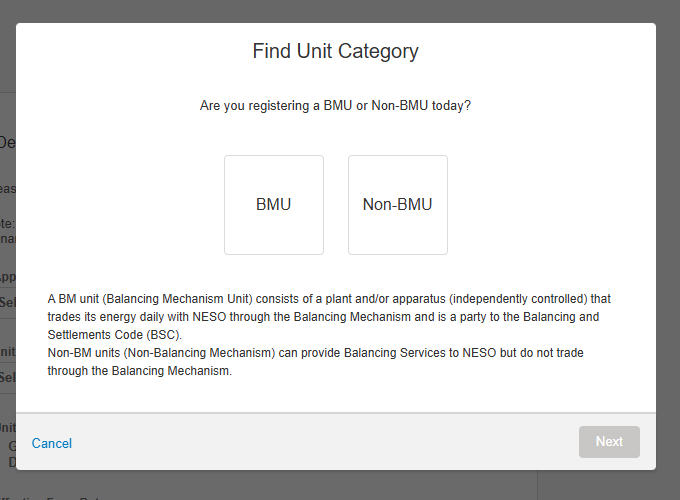 Find Unit Category
Are you registering a BMU or Non-BMU today?
BMU
Non-BMU
A BM unit (Balancing Mechanism Unit) consists of a plant and/or apparatus (independently controlled) that
trades its energy daily with NESO through the Balancing Mechanism and is a party to the Balancing and
Settlements Code (BSC).
Non-BM units (Non-Balancing Mechanism) can provide Balancing Services to NESO but do not trade
through the Balancing Mechanism.
Cancel
Next